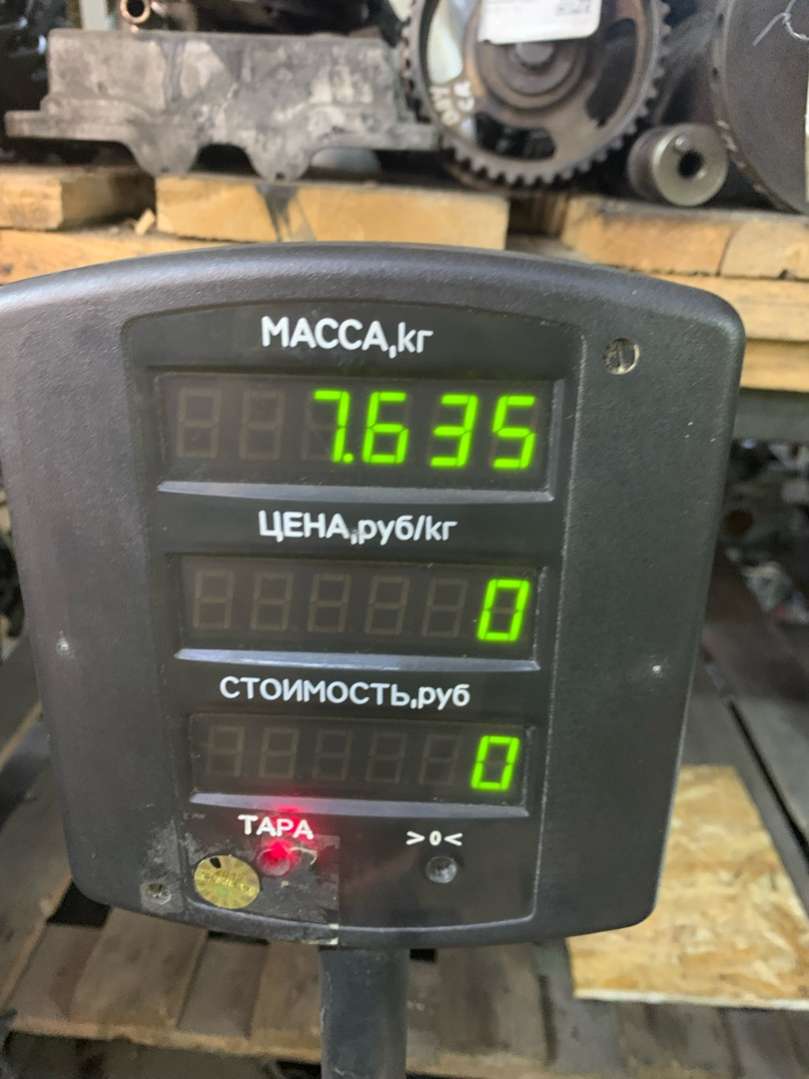 МАССА,кг
7.635
ЦЕНА,руб/кг
0
СТОИМОСТЬ,руб
0
ТАРА >0<